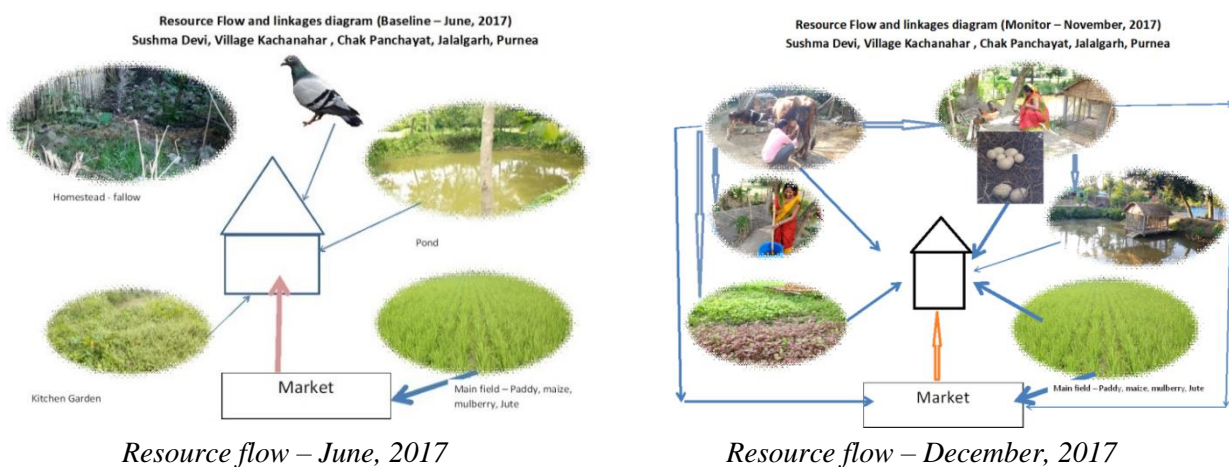 Resource Flow and linkages diagram (Baseline – June, 2017)
Sushma Devi, Village Kachanahar , Chak Panchayat, Jalalgarh, Purnea
Homestead - fallow
Pond
Kitchen Garden
Market
Main field – Paddy, maize,
mulberry, Jute
Resource flow – June, 2017
Resource Flow and linkages diagram (Monitor – November, 2017)
Sushma Devi, Village Kachanahar , Chak Panchayat, Jalalgarh, Purnea
Main field – Paddy, maize, mulberry, Jute
Market
Resource flow – December, 2017